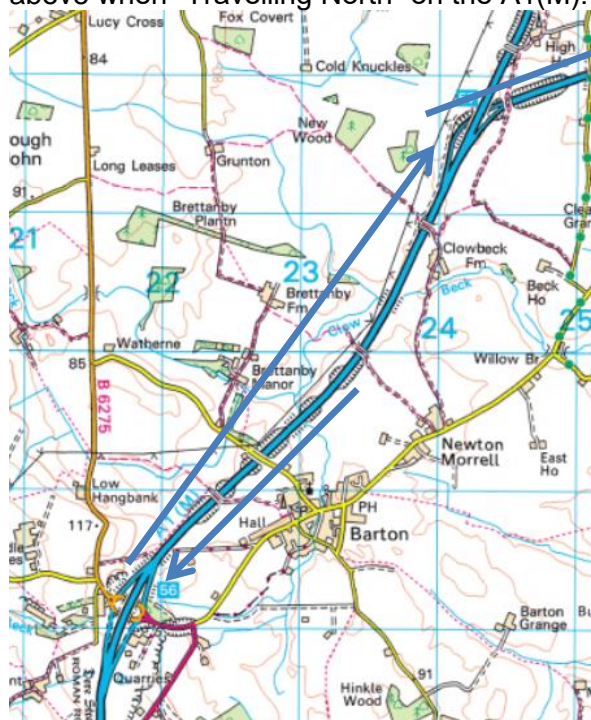 above when "Travelling North" on the A1(M).
Lucy Cross
Fox Covert
High
84
Cold Knuckles
New
Wood
Long Leases
Grunton
91
Brettanby
Plantn
21
22
23
Clowbeck
Fm
Brettanby
Fm
Beck
Beck
Ho
Clow
24
25
Watherne
Willow Br
85
Brettanby
Manor
B 6275
Newton
Morrell
East
Ho
Low
Hangbank
A1(M)
Hall
PH
117
Barton
56
Barton
Grange
Quarries
91
Hinkle
Wood